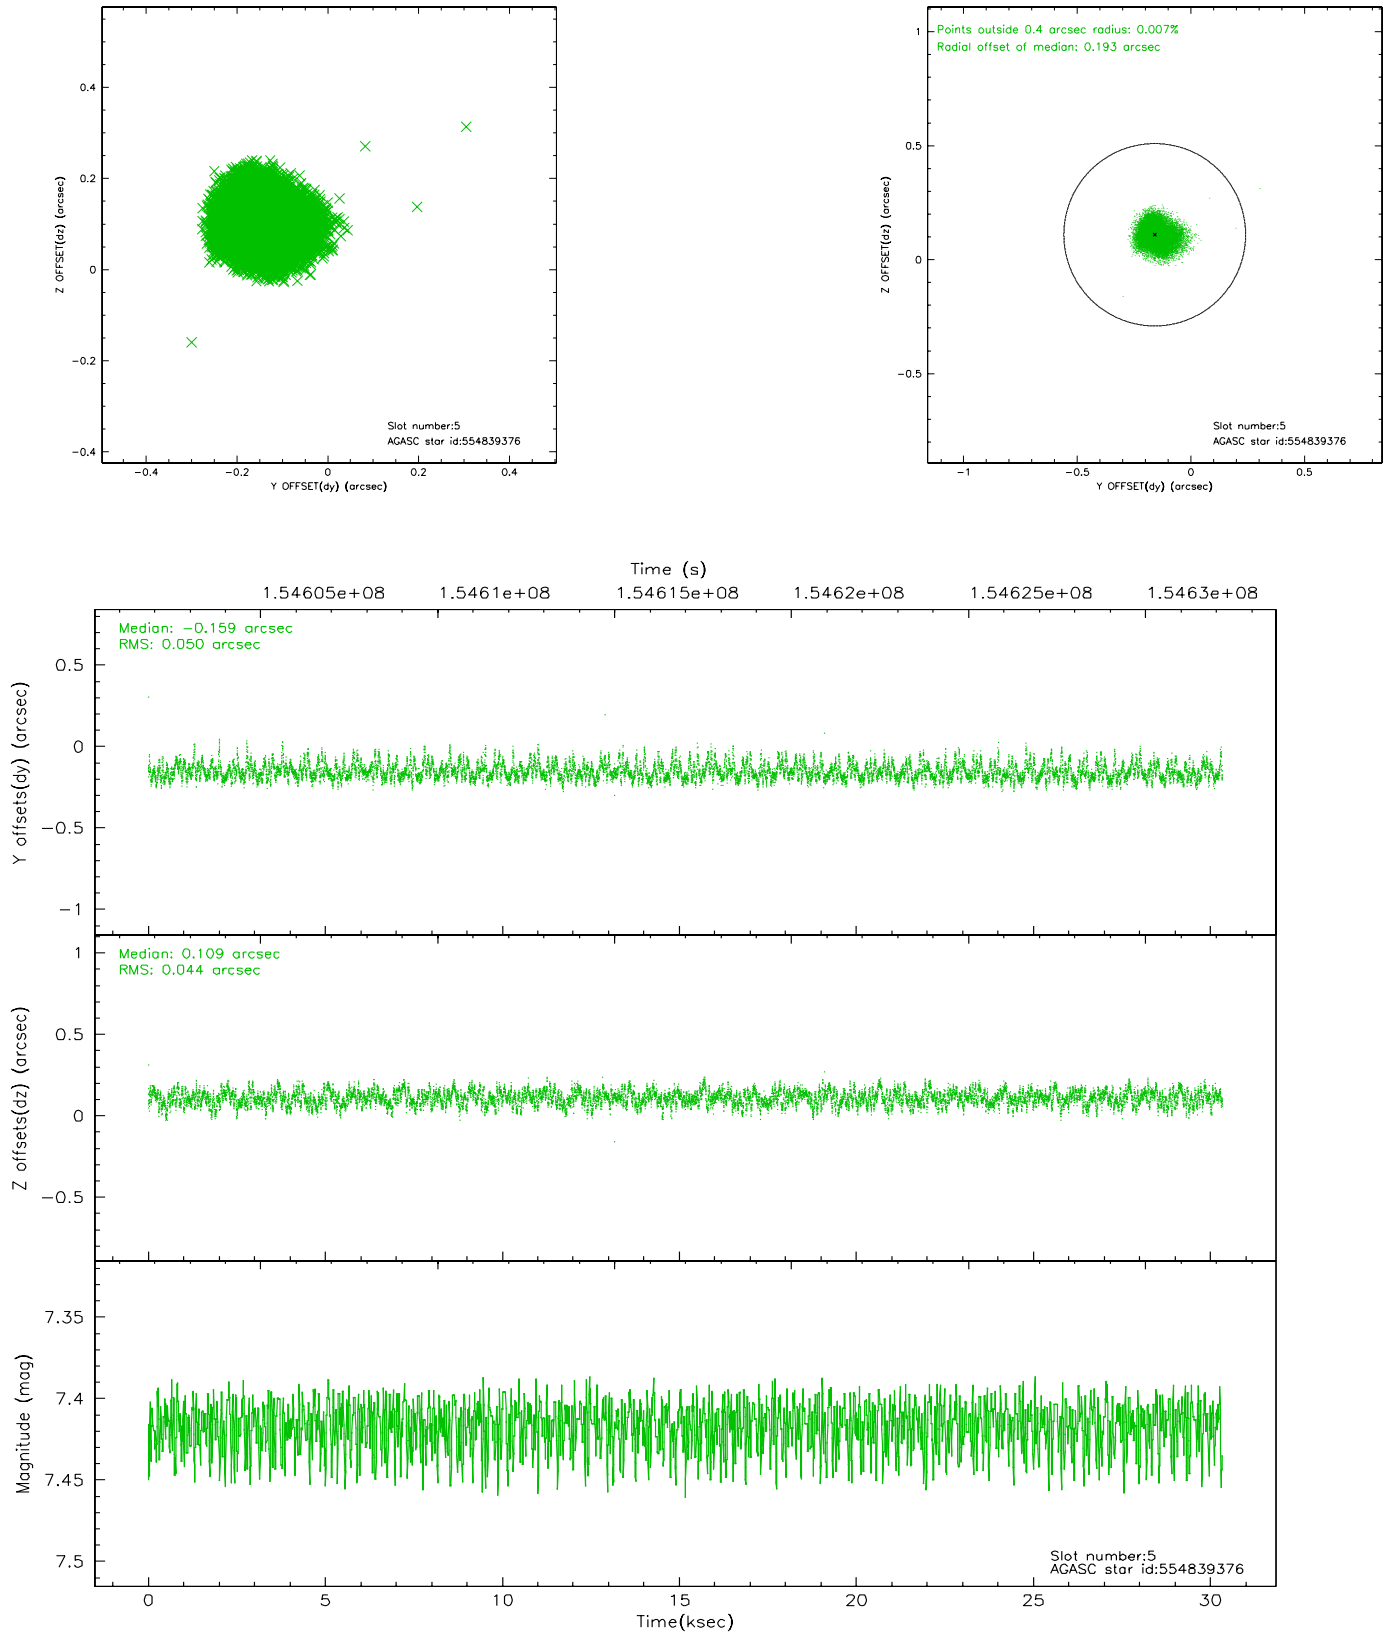 0.4
0.2
0
−0.2
−0.4
Z OFFSET(dz) (arcsec)
−0.4
−0.2
0
0.2
0.4
Y OFFSET(dy) (arcsec)
Slot number:5
AGASC star id:554839376
Points outside 0.4 arcsec radius: 0.007%
Radial offset of median: 0.193 arcsec
1
0.5
0
−0.5
Z OFFSET(dz) (arcsec)
−1
−0.5
0
0.5
Y OFFSET(dy) (arcsec)
Slot number:5
AGASC star id:554839376
Time (s)
1.54605e+08
1.5461e+08
1.54615e+08
1.5462e+08
1.54625e+08
1.5463e+08
Median: −0.159 arcsec
RMS: 0.050 arcsec
0.5
0
−0.5
−1
Y offsets(dy) (arcsec)
Median: 0.109 arcsec
RMS: 0.044 arcsec
1
0.5
0
−0.5
Z offsets(dz) (arcsec)
7.35
7.4
7.45
7.5
Magnitude (mag)
Slot number:5
AGASC star id:554839376
0
5
10
15
20
25
30
Time(ksec)